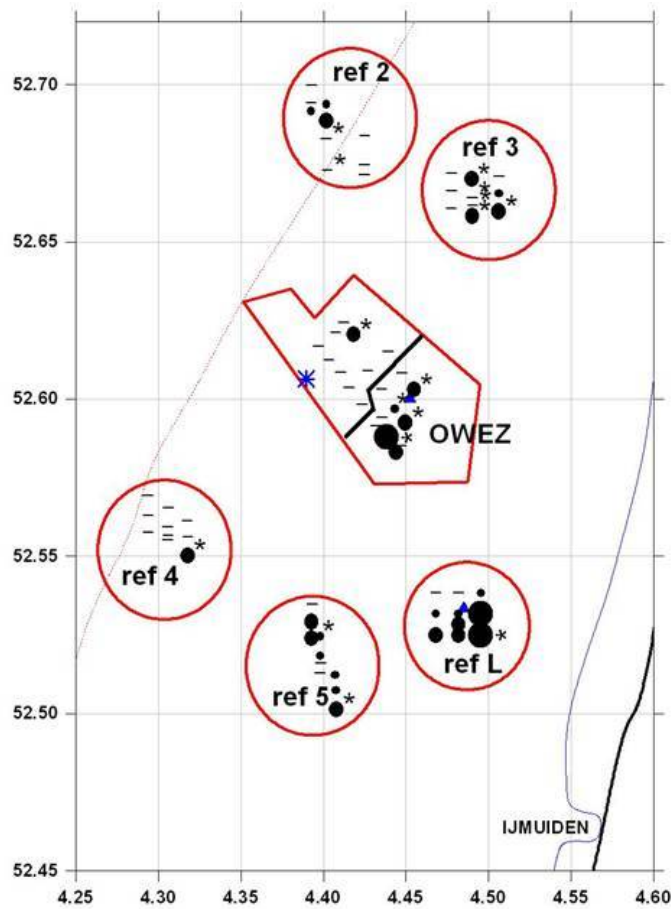 52.70
ref 2
ref 3
52.65
52.60
OWEZ
52.55
ref 4
ref L
ref 5
52.50
IJMUIDEN
52.45
4.25 4.30 4.35 4.40 4.45 4.50 4.55 4.60